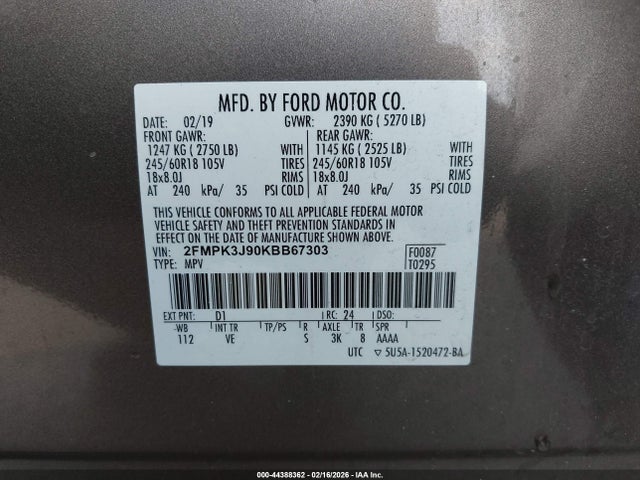 MFD. BY FORD MOTOR CO.
DATE: 02/19 GVWR: 2390 KG ( 5270 LB)
FRONT GAWR: REAR GAWR:
1247 KG ( 2750 LB) WITH 1145 KG ( 2525 LB) WITH
245/60R18 105V TIRES 245/60R18 105V TIRES
18x8.0J RIMS 18x8.0J RIMS
AT 240 kPa/ 35 PSI COLD AT 240 kPa/ 35 PSI COLD
THIS VEHICLE CONFORMS TO ALL APPLICABLE FEDERAL MOTOR
VEHICLE SAFETY AND THEFT PREVENTION STANDARDS IN
EFFECT ON THE DATE OF MANUFACTURE SHOWN ABOVE.
VIN: 2FMPK3J90KBB67303 F0087
TYPE: MPV T0295
EXT PNT: D1 RC: 24 DSO:
WB INT TR TP/PS R AXLE TR SPR
112 VE S 3K 8 AAAA
UTC ▽ 5U5A-1520472-BA
000-44388362 - 02/16/2026 - IAA Inc.